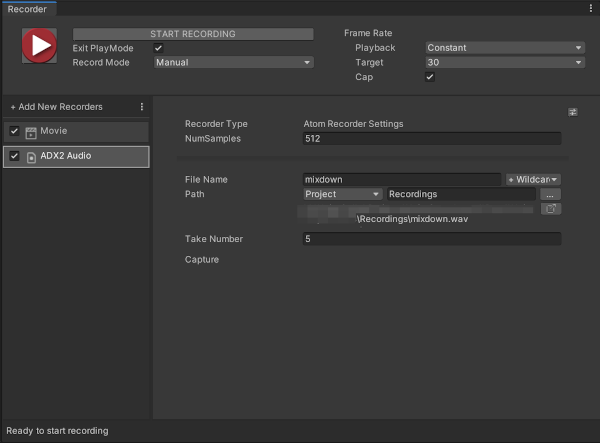 Recorder
START RECORDING
Exit PlayMode
Record Mode Manual
Frame Rate
Playback Constant
Target 30
Cap
+ Add New Recorders
Movie
ADX2 Audio
Recorder Type Atom Recorder Settings
NumSamples 512
File Name mixdown + Wildcar
Path Project Recordings ...
\Recordings\mixdown.wav
Take Number 5
Capture
Ready to start recording